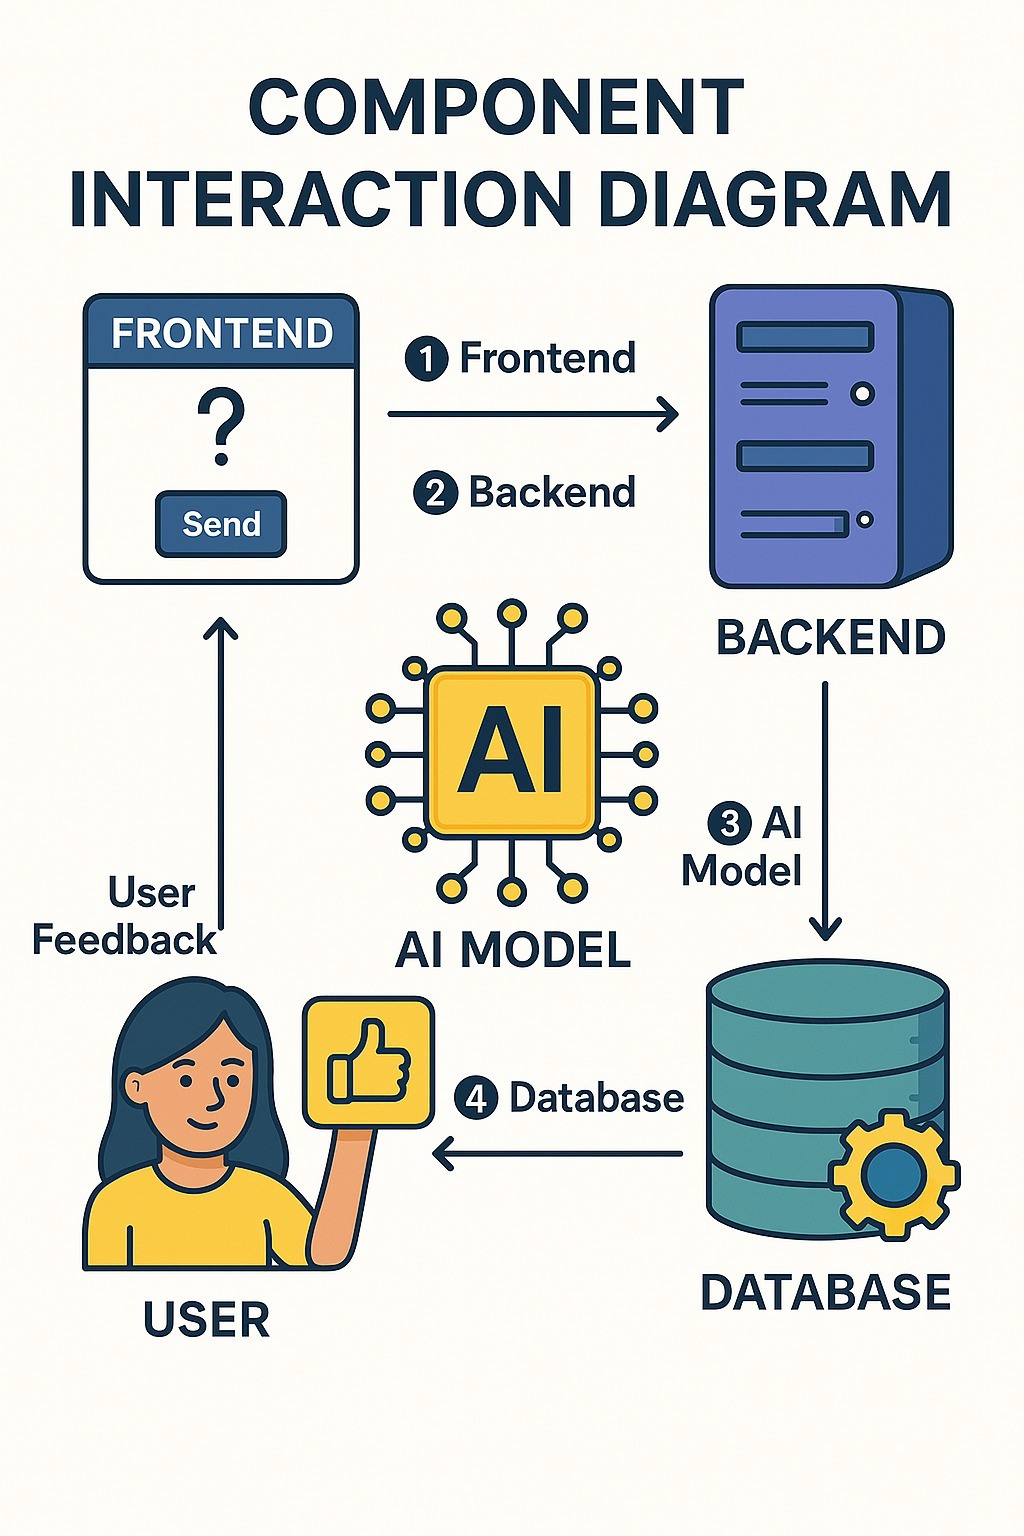 COMPONENT
INTERACTION DIAGRAM
FRONTEND
?
Send
1 Frontend
2 Backend
BACKEND
AI
AI MODEL
3 AI
Model
User
Feedback
4 Database
USER
DATABASE